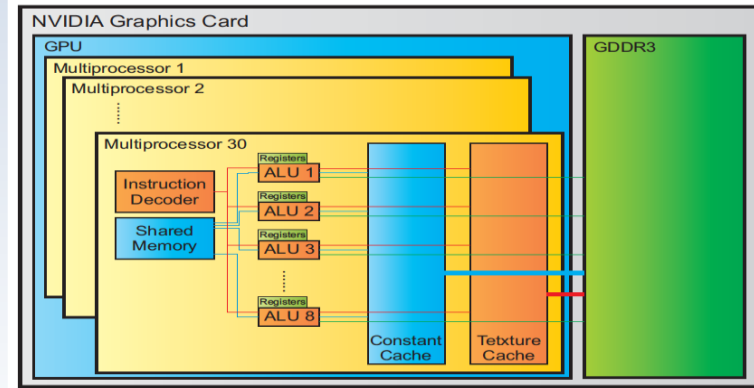 NVIDIA Graphics Card
GPU
GDDR3
Multiprocessor 1
Multiprocessor 2
Multiprocessor 30
Instruction
Decoder
Shared
Memory
Registers
ALU 1
Registers
ALU 2
Registers
ALU 3
Registers
ALU 8
Constant
Cache
Tetxture
Cache